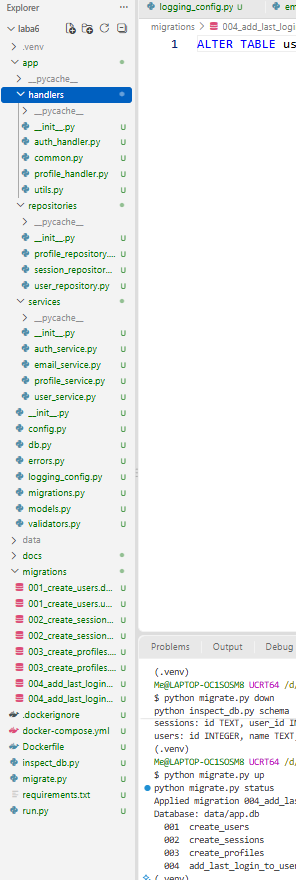 Explorer
laba6
.venv
app
__pycache__
handlers
__pycache__
__init__.py U
auth_handler.py U
common.py U
profile_handler.py U
utils.py U
repositories
__pycache__
__init__.py U
profile_repository.... U
session_repositor... U
user_repository.py U
services
__pycache__
__init__.py U
auth_service.py U
email_service.py U
profile_service.py U
user_service.py U
__init__.py U
config.py U
db.py U
errors.py U
logging_config.py U
migrations.py U
models.py U
validators.py U
data
docs
migrations
001_create_users.d... U
001_create_users.u... U
002_create_session... U
002_create_session... U
003_create_profiles.... U
003_create_profiles.... U
004_add_last_login... U
004_add_last_login... U
.dockerignore U
docker-compose.yml U
Dockerfile U
inspect_db.py U
migrate.py U
requirements.txt U
run.py U
logging_config.py U
em
migrations > 004_add_last_logi
1 ALTER TABLE us
Problems Output Debug
(.venv)
Me@LAPTOP-OC1SOSM8 UCRT64 /d/
$ python migrate.py down
python inspect_db.py schema
sessions: id TEXT, user_id IN
users: id INTEGER, name TEXT,
(.venv)
Me@LAPTOP-OC1SOSM8 UCRT64 /d/
$ python migrate.py up
python migrate.py status
Applied migration 004_add_las
Database: data/app.db
001 create_users
002 create_sessions
003 create_profiles
004 add_last_login_to_use
(.venv)